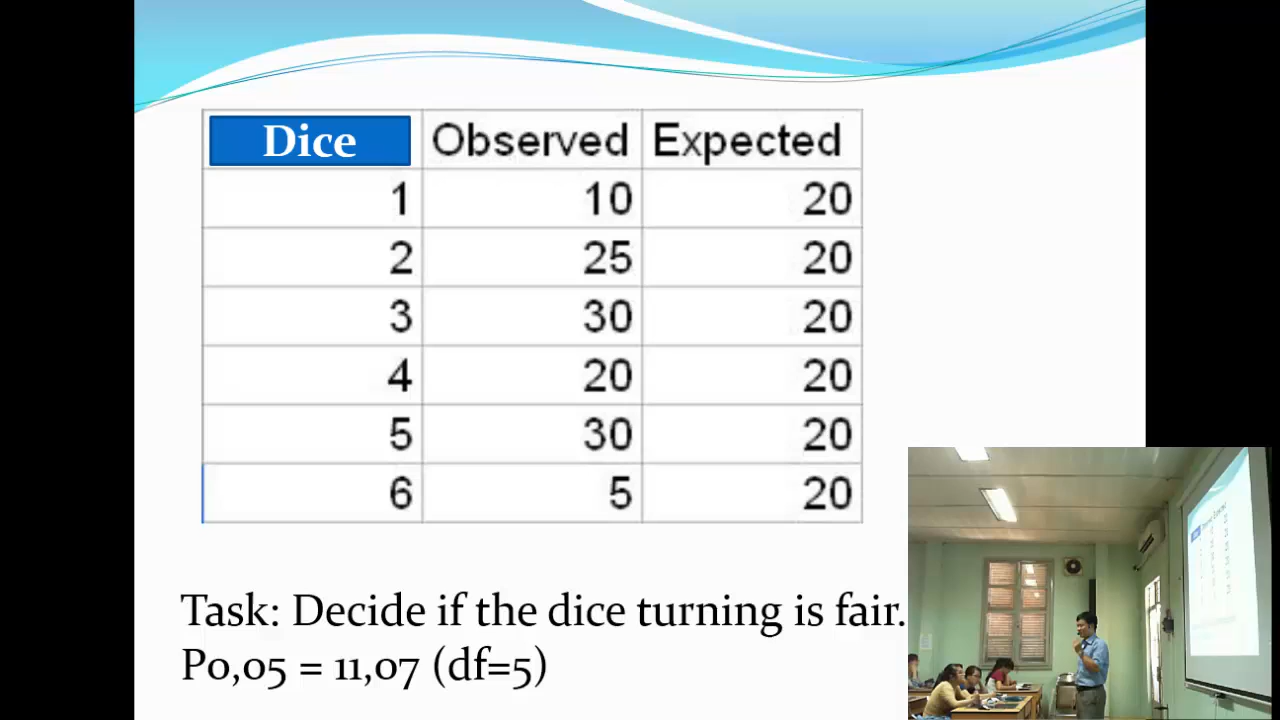 Dice Observed Expected
1 10 20
2 25 20
3 30 20
4 20 20
5 30 20
6 5 20
Task: Decide if the dice turning is fair.
P0,05 = 11,07 (df=5)